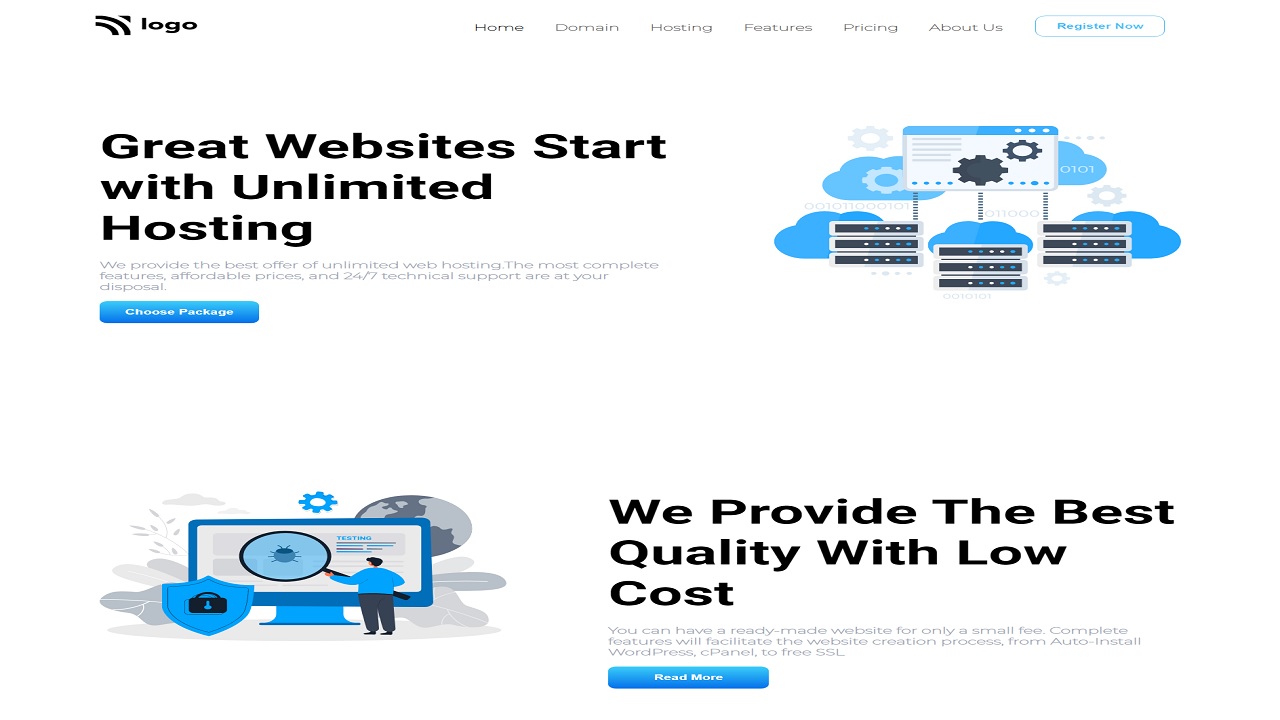 logo
Home Domain Hosting Features Pricing About Us Register Now
Great Websites Start
with Unlimited
Hosting
We provide the best offer of unlimited web hosting.The most complete
features, affordable prices, and 24/7 technical support are at your
disposal.
Choose Package
0101
001011000101
011000
0010101
TESTING
We Provide The Best
Quality With Low
Cost
You can have a ready-made website for only a small fee. Complete
features will facilitate the website creation process, from Auto-Install
WordPress, cPanel, to free SSL
Read More